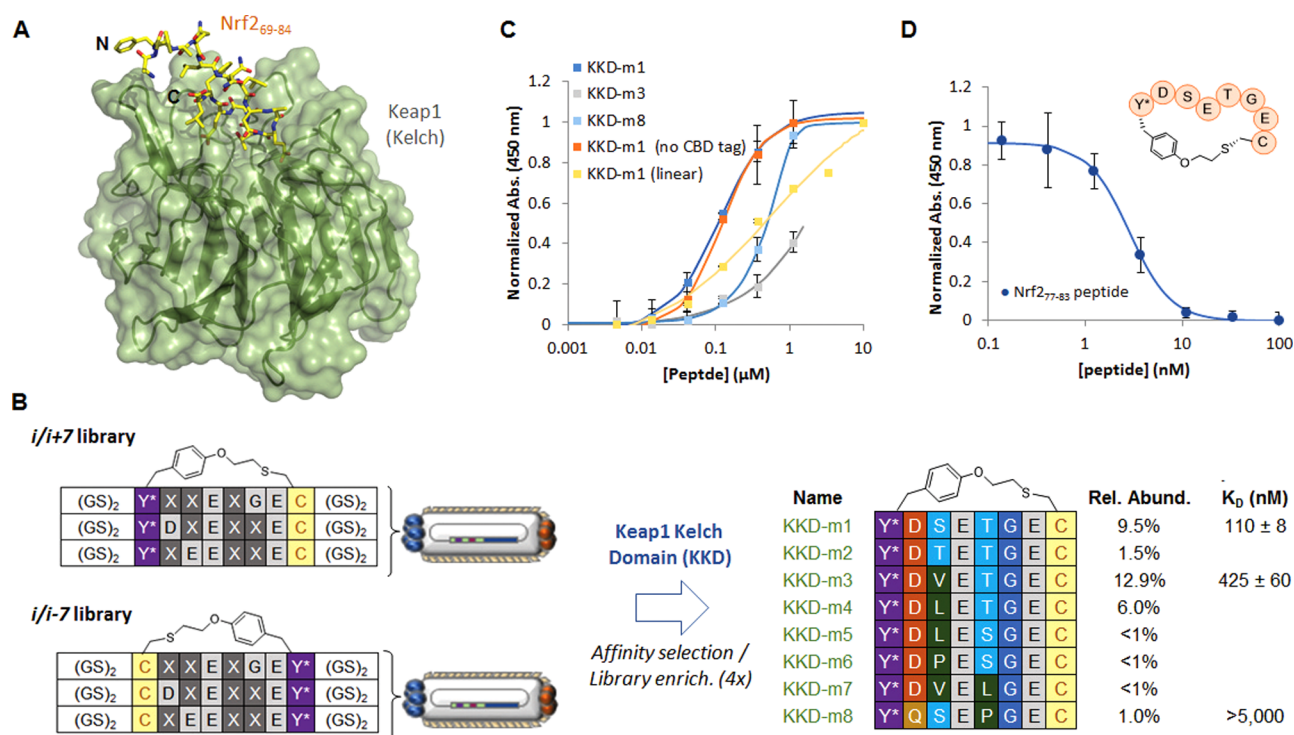 A
Nrf2₆₉₋₈₄
N
C
Keap1
(Kelch)
C
KKD-m1
KKD-m3
KKD-m8
KKD-m1 (no CBD tag)
KKD-m1 (linear)
Normalized Abs. (450 nm)
1.2
1
0.8
0.6
0.4
0.2
0
0.001 0.01 0.1 1 10
[Peptde] (µM)
D
Normalized Abs. (450 nm)
1.2
1.0
0.8
0.6
0.4
0.2
0.0
Y* D S E T G E C
O S
Nrf2₇₇₋₈₃ peptide
0.1 1 10 100
[peptide] (nM)
B
i/i+7 library
O S
(GS)₂ Y* X X E X G E C (GS)₂
(GS)₂ Y* D X E X X E C (GS)₂
(GS)₂ Y* X E E X X E C (GS)₂
i/i-7 library
S O
(GS)₂ C X X E X G E Y* (GS)₂
(GS)₂ C D X E X X E Y* (GS)₂
(GS)₂ C X E E X X E Y* (GS)₂
Keap1 Kelch
Domain (KKD)
Affinity selection /
Library enrich. (4x)
O S
Name Rel. Abund. K_D (nM)
KKD-m1 Y* D S E T G E C 9.5% 110 ± 8
KKD-m2 Y* D T E T G E C 1.5%
KKD-m3 Y* D V E T G E C 12.9% 425 ± 60
KKD-m4 Y* D L E T G E C 6.0%
KKD-m5 Y* D L E S G E C <1%
KKD-m6 Y* D P E S G E C <1%
KKD-m7 Y* D V E L G E C <1%
KKD-m8 Y* Q S E P G E C 1.0% >5,000